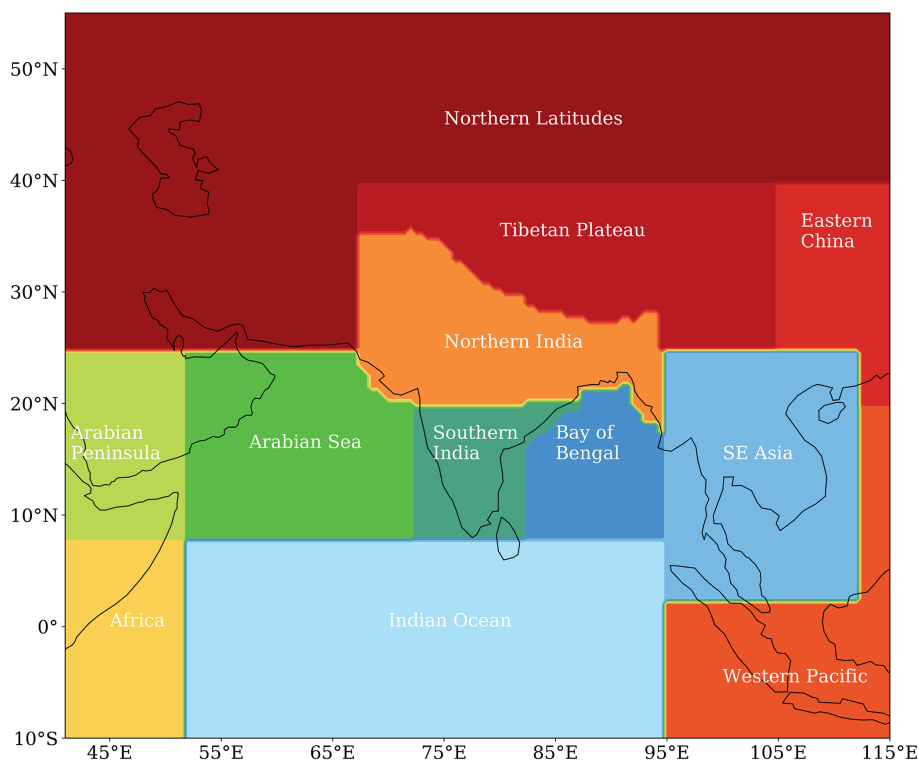 50°N
Northern Latitudes
40°N
Tibetan Plateau
Eastern
China
30°N
Northern India
20°N
Arabian
Peninsula
Arabian Sea
Southern
India
Bay of
Bengal
SE Asia
10°N
0°
Africa
Indian Ocean
Western Pacific
10°S
45°E 55°E 65°E 75°E 85°E 95°E 105°E 115°E